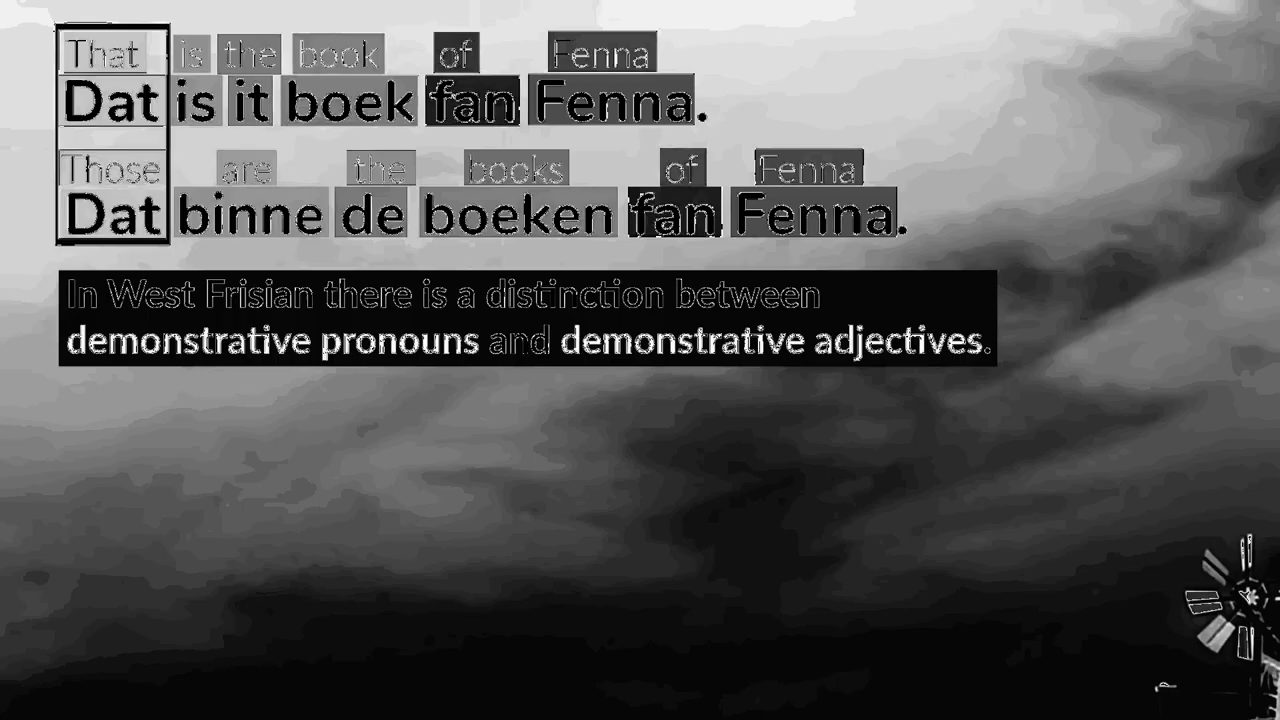 That is the book of Fenna
Dat is it boek fan Fenna.
Those are the books of Fenna
Dat binne de boeken fan Fenna.
In West Frisian there is a distinction between
demonstrative pronouns and demonstrative adjectives.